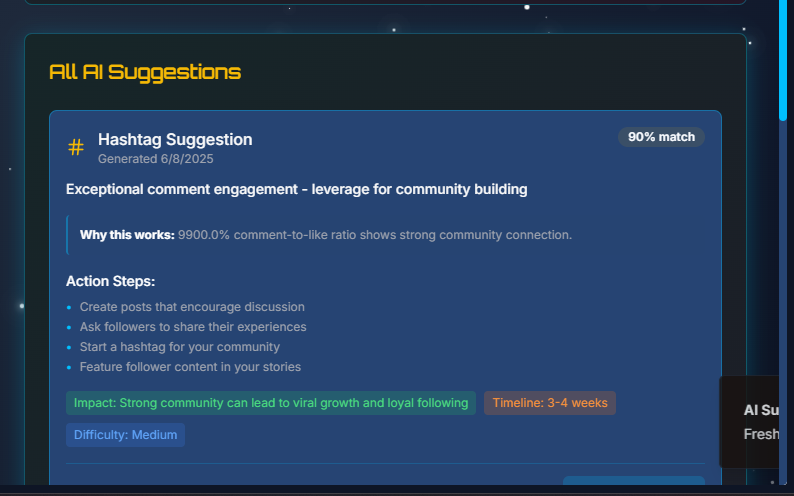 All AI Suggestions
# Hashtag Suggestion
90% match
Generated 6/8/2025
Exceptional comment engagement - leverage for community building
Why this works: 9900.0% comment-to-like ratio shows strong community connection.
Action Steps:
• Create posts that encourage discussion
• Ask followers to share their experiences
• Start a hashtag for your community
• Feature follower content in your stories
Impact: Strong community can lead to viral growth and loyal following
Timeline: 3-4 weeks
Difficulty: Medium
AI Su
Fresh